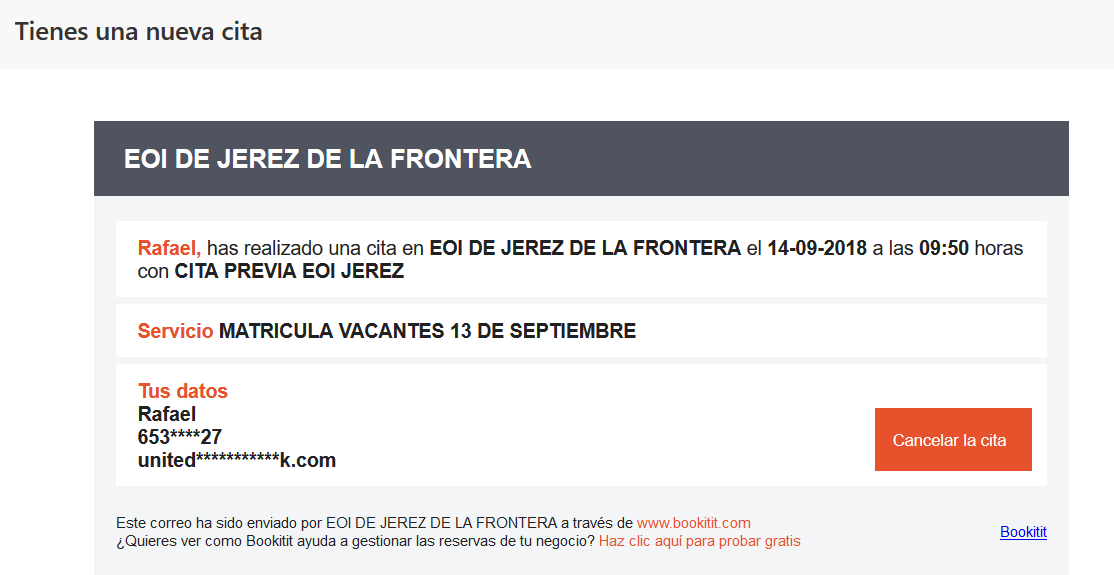 Tienes una nueva cita
EOI DE JEREZ DE LA FRONTERA
Rafael, has realizado una cita en EOI DE JEREZ DE LA FRONTERA el 14-09-2018 a las 09:50 horas
con CITA PREVIA EOI JEREZ
Servicio MATRICULA VACANTES 13 DE SEPTIEMBRE
Tus datos
Rafael
653****27
united***********k.com
Cancelar la cita
Este correo ha sido enviado por EOI DE JEREZ DE LA FRONTERA a través de www.bookitit.com
¿Quieres ver como Bookitit ayuda a gestionar las reservas de tu negocio? Haz clic aquí para probar gratis
Bookitit